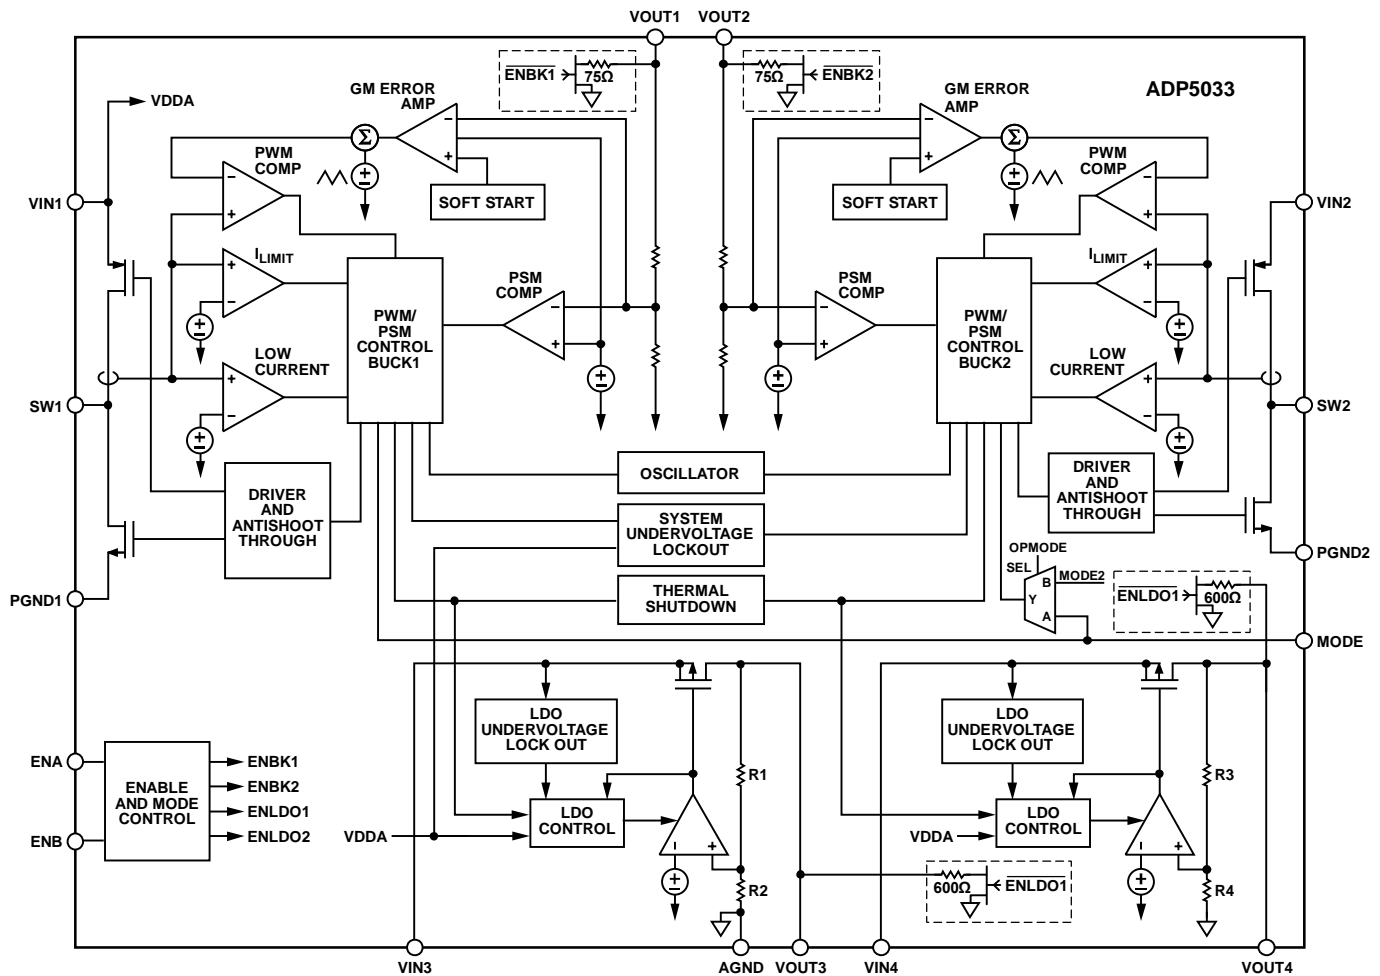 VOUT1 VOUT2
ENBK1
75Ω
75Ω
ENBK2
ADP5033
VDDA
GM ERROR
AMP
GM ERROR
AMP
Σ
Σ
PWM
COMP
PWM
COMP
SOFT START
SOFT START
VIN1
VIN2
ILIMIT
ILIMIT
PSM
COMP
PSM
COMP
PWM/
PSM
CONTROL
BUCK1
PWM/
PSM
CONTROL
BUCK2
LOW
CURRENT
LOW
CURRENT
SW1
SW2
OSCILLATOR
DRIVER
AND
ANTISHOOT
THROUGH
DRIVER
AND
ANTISHOOT
THROUGH
SYSTEM
UNDERVOLTAGE
LOCKOUT
OPMODE
SEL
B
MODE2
Y
A
PGND2
THERMAL
SHUTDOWN
ENLDO1
600Ω
PGND1
MODE
LDO
UNDERVOLTAGE
LOCK OUT
LDO
UNDERVOLTAGE
LOCK OUT
ENA
ENB
ENABLE
AND MODE
CONTROL
ENBK1
ENBK2
ENLDO1
ENLDO2
R1
R3
VDDA
LDO
CONTROL
VDDA
LDO
CONTROL
600Ω
ENLDO1
R2
R4
VIN3
AGND
VOUT3
VIN4
VOUT4